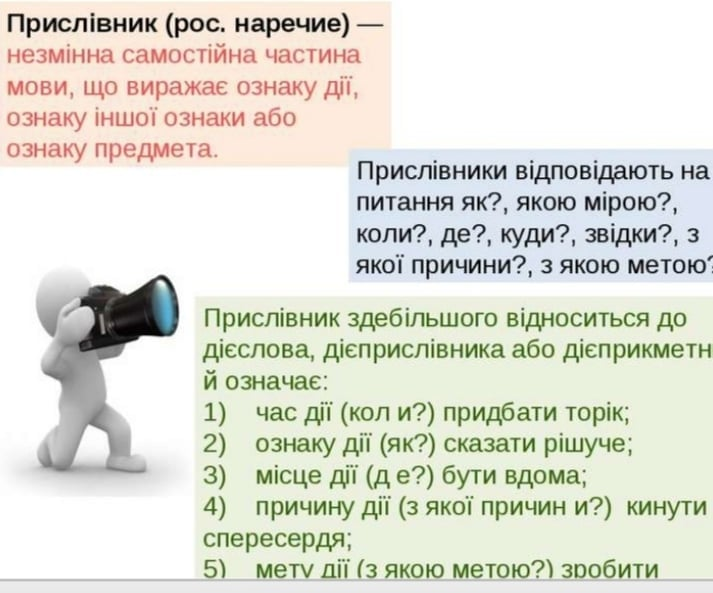 Прислівник (рос. наречие) —
незмінна самостійна частина
мови, що виражає ознаку дії,
ознаку іншої ознаки або
ознаку предмета.
Прислівники відповідають на
питання як?, якою мірою?,
коли?, де?, куди?, звідки?, з
якої причини?, з якою метою?
Прислівник здебільшого відноситься до
дієслова, дієприслівника або
й означає:
1) час дії (кол и?) придбати торік;
2) ознаку дії (як?) сказати рішуче;
3) місце дії (д е?) бути вдома;
4) причину дії (з якої причин и?) кинути
спересердя;
5) мету дії (з якою метою?) зробити